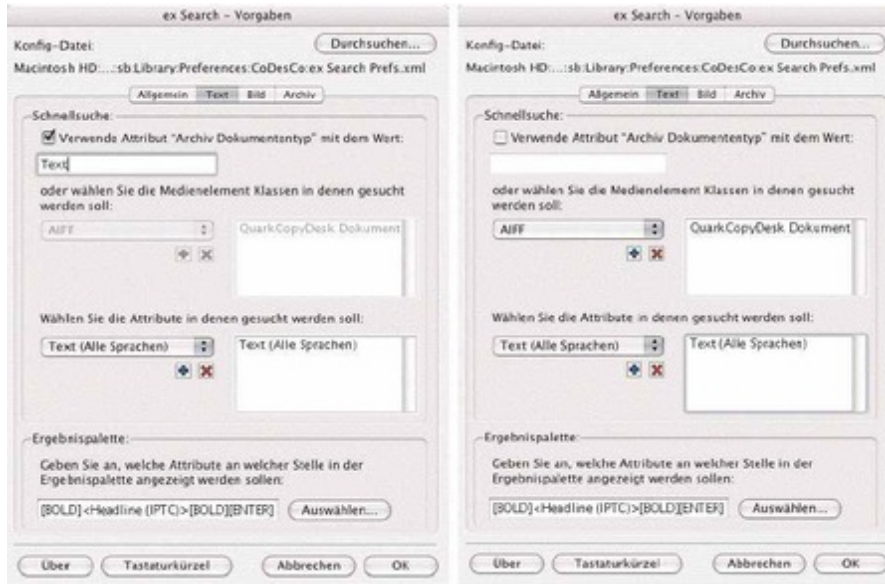 ex Search – Vorgaben
Konfig-Datei:
Durchsuchen...
Macintosh HD:...:sb:Library:Preferences:CoDesCo:ex Search Prefs.xml
Allgemein Text Bild Archiv
Schnellsuche:
Verwende Attribut "Archiv Dokumententyp" mit dem Wert:
Text
oder wählen Sie die Medienelement Klassen in denen gesucht
werden soll:
AIFF
QuarkCopyDesk Dokument
Wählen Sie die Attribute in denen gesucht werden soll:
Text (Alle Sprachen)
Text (Alle Sprachen)
Ergebnispalette:
Geben Sie an, welche Attribute an welcher Stelle in der
Ergebnispalette angezeigt werden sollen:
[BOLD]<Headline (IPTC)>[BOLD][ENTER]
Auswählen...
Über Tastaturkürzel Abbrechen OK
ex Search – Vorgaben
Konfig-Datei:
Durchsuchen...
Macintosh HD:...:sb:Library:Preferences:CoDesCo:ex Search Prefs.xml
Allgemein Text Bild Archiv
Schnellsuche:
Verwende Attribut "Archiv Dokumententyp" mit dem Wert:
oder wählen Sie die Medienelement Klassen in denen gesucht
werden soll:
AIFF
QuarkCopyDesk Dokument
Wählen Sie die Attribute in denen gesucht werden soll:
Text (Alle Sprachen)
Text (Alle Sprachen)
Ergebnispalette:
Geben Sie an, welche Attribute an welcher Stelle in der
Ergebnispalette angezeigt werden sollen:
[BOLD]<Headline (IPTC)>[BOLD][ENTER]
Auswählen...
Über Tastaturkürzel Abbrechen OK